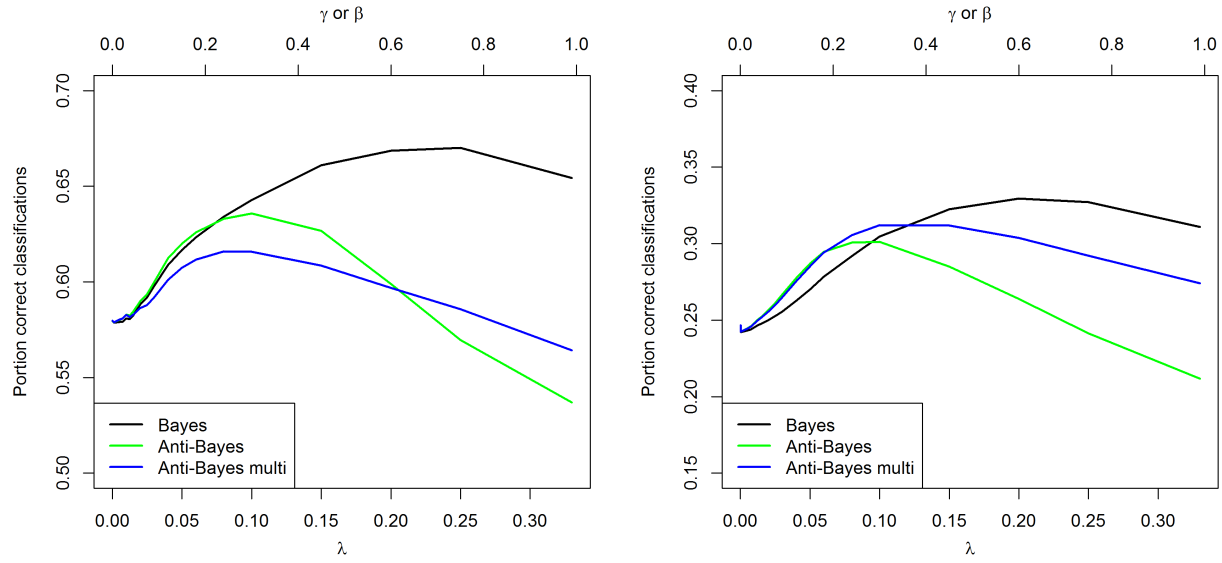 γ or β
0.0 0.2 0.4 0.6 0.8 1.0
Portion correct classifications
0.70
0.65
0.60
0.55
0.50
Bayes
Anti-Bayes
Anti-Bayes multi
0.00 0.05 0.10 0.15 0.20 0.25 0.30
λ
γ or β
0.0 0.2 0.4 0.6 0.8 1.0
Portion correct classifications
0.40
0.35
0.30
0.25
0.20
0.15
Bayes
Anti-Bayes
Anti-Bayes multi
0.00 0.05 0.10 0.15 0.20 0.25 0.30
λ